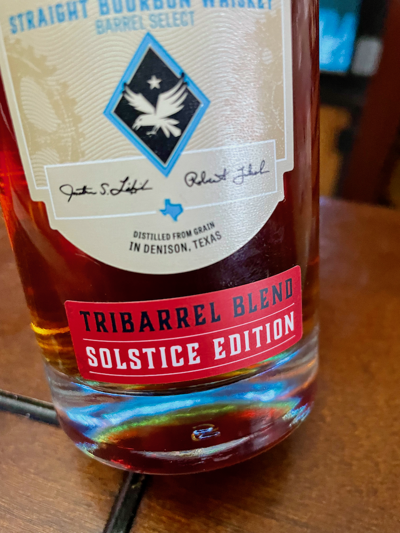 STRAIGHT BOURBON WHISKEY
BARREL SELECT
DISTILLED FROM GRAIN
IN DENISON, TEXAS
TRIBARREL BLEND
SOLSTICE EDITION